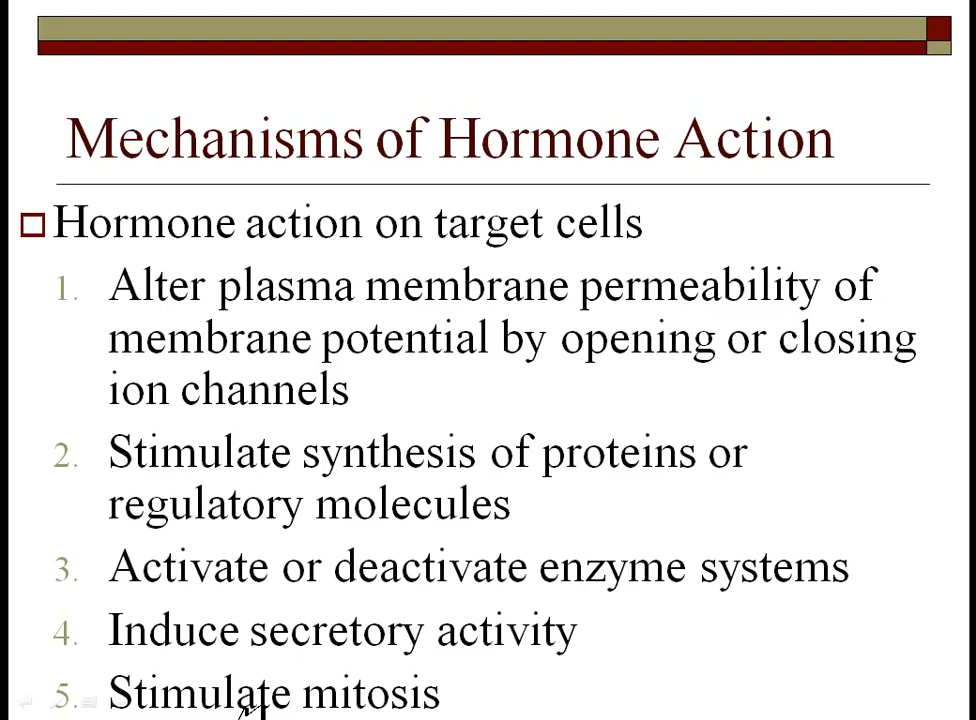 Mechanisms of Hormone Action
Hormone action on target cells
1. Alter plasma membrane permeability of
membrane potential by opening or closing
ion channels
2. Stimulate synthesis of proteins or
regulatory molecules
3. Activate or deactivate enzyme systems
4. Induce secretory activity
5. Stimulate mitosis